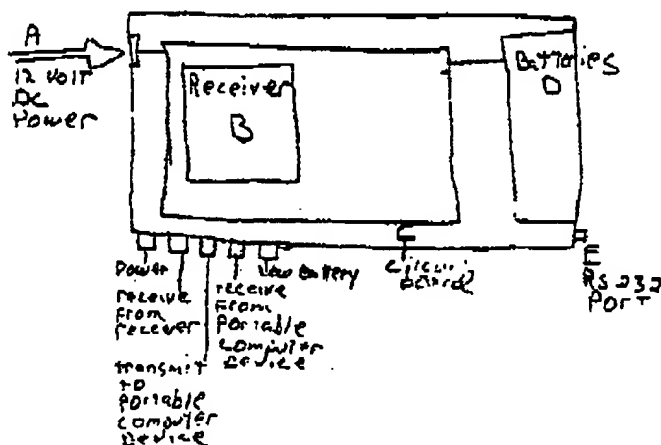 A
12 Volt
DC
Power
Receiver
B
Batteries
D
Power
receive
from
receiver
transmit
to
Portable
computer
Device
receive
From
Portable
computer
Device
Low Battery
C
circuit
board
E
RS 232
PORT